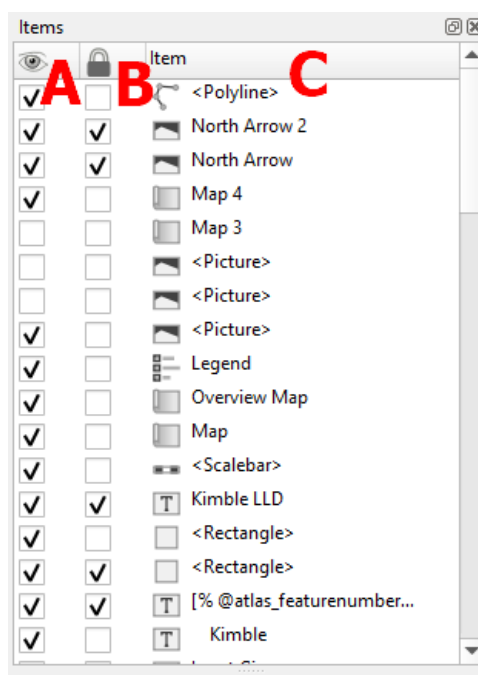 Items
Item
A B C
<Polyline>
North Arrow 2
North Arrow
Map 4
Map 3
<Picture>
<Picture>
<Picture>
Legend
Overview Map
Map
<Scalebar>
T Kimble LLD
<Rectangle>
<Rectangle>
T [% @atlas_featurenumber...
T Kimble